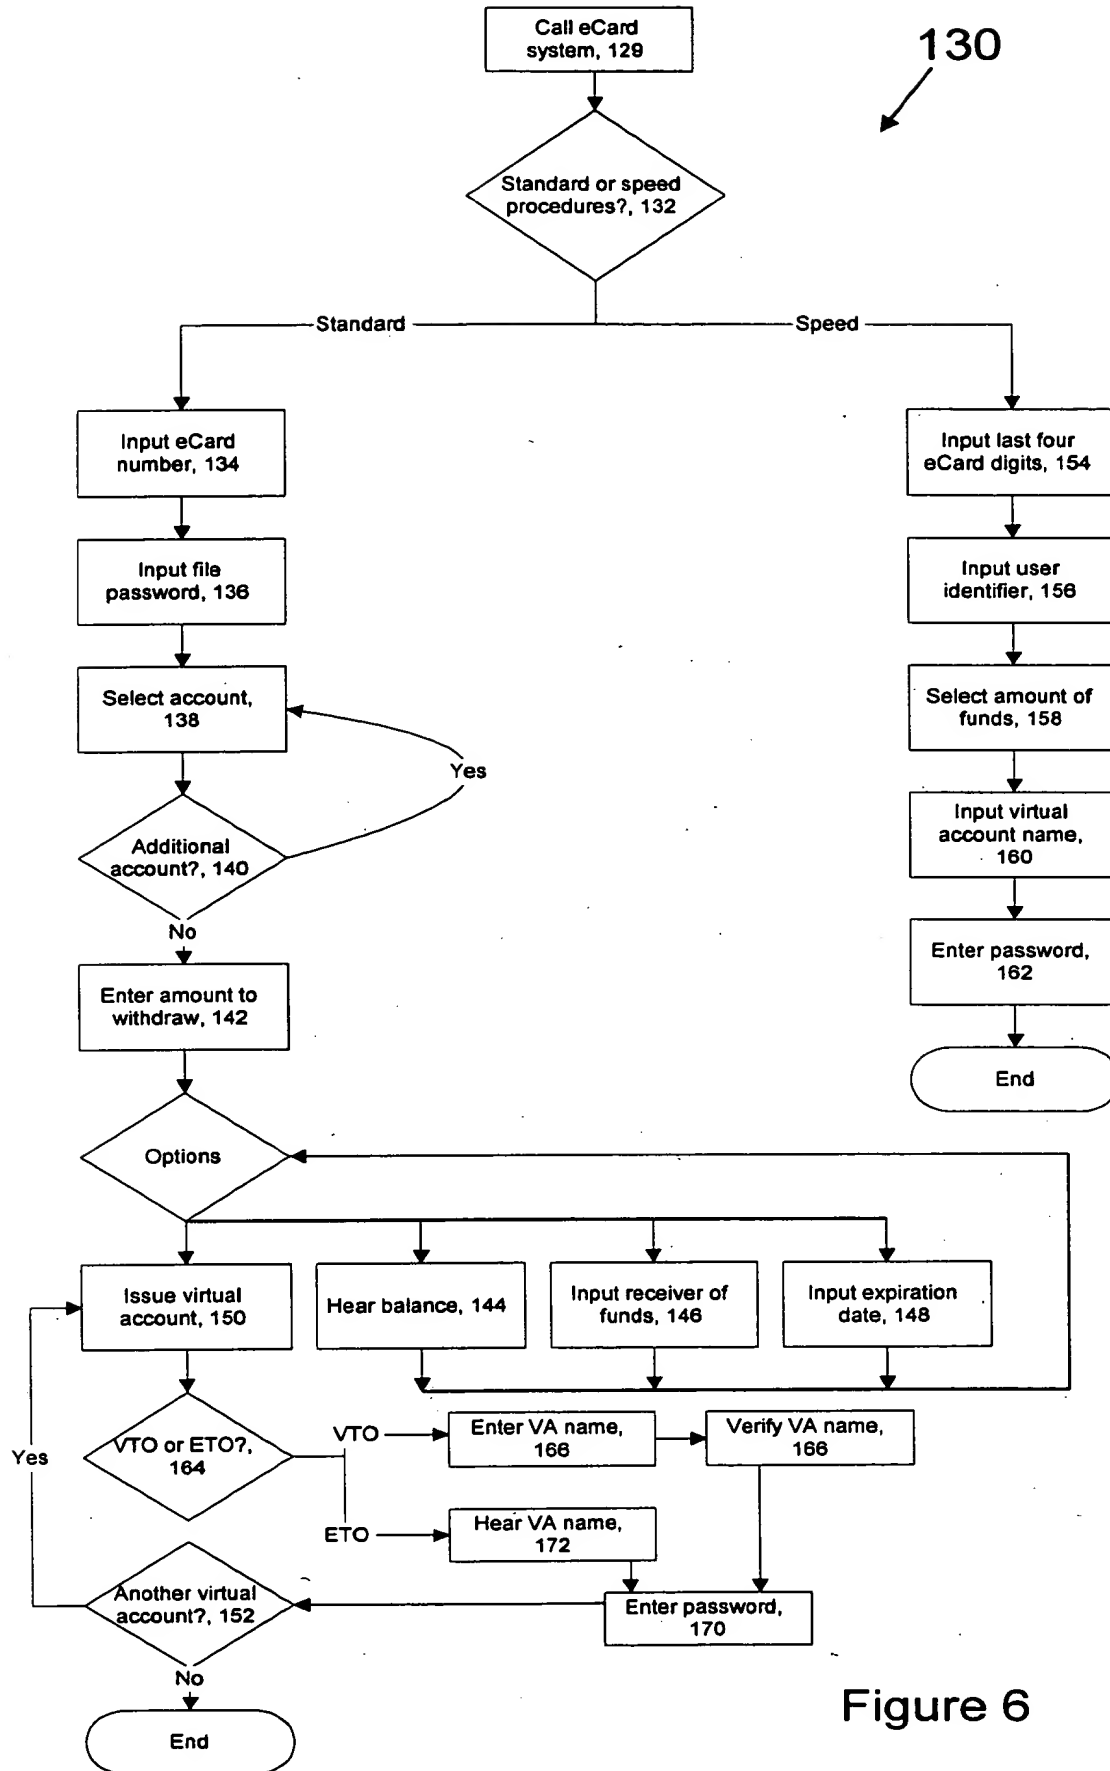 Call eCard
system, 129
130
Standard or speed
procedures?, 132
Standard
Speed
Input eCard
number, 134
Input last four
eCard digits, 154
Input file
password, 136
Input user
identifier, 156
Select account,
138
Select amount of
funds, 158
Yes
Additional
account?, 140
Input virtual
account name,
160
No
Enter password,
162
Enter amount to
withdraw, 142
End
Options
Issue virtual
account, 150
Hear balance, 144
Input receiver of
funds, 146
Input expiration
date, 148
Yes
VTO or ETO?,
164
VTO
Enter VA name,
166
Verify VA name,
166
ETO
Hear VA name,
172
Another virtual
account?, 152
Enter password,
170
No
End
Figure 6